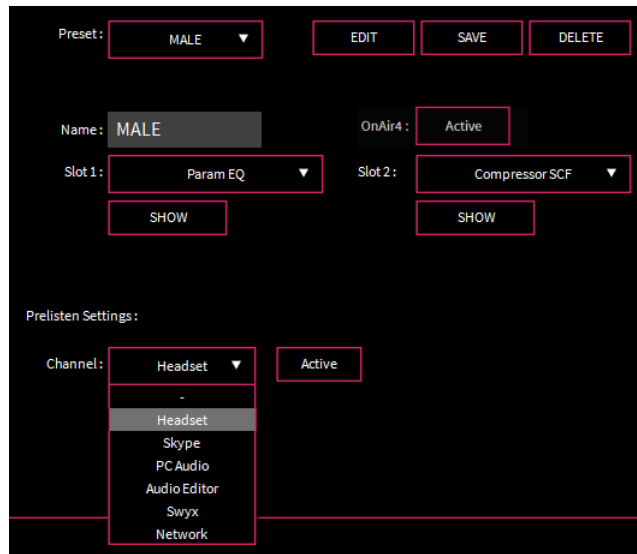 Preset: MALE ▼ EDIT SAVE DELETE
Name: MALE OnAir4: Active
Slot 1: Param EQ ▼ Slot 2: Compressor SCF ▼
SHOW SHOW
Prelisten Settings:
Channel: Headset ▼ Active
-
Headset
Skype
PC Audio
Audio Editor
Swyx
Network